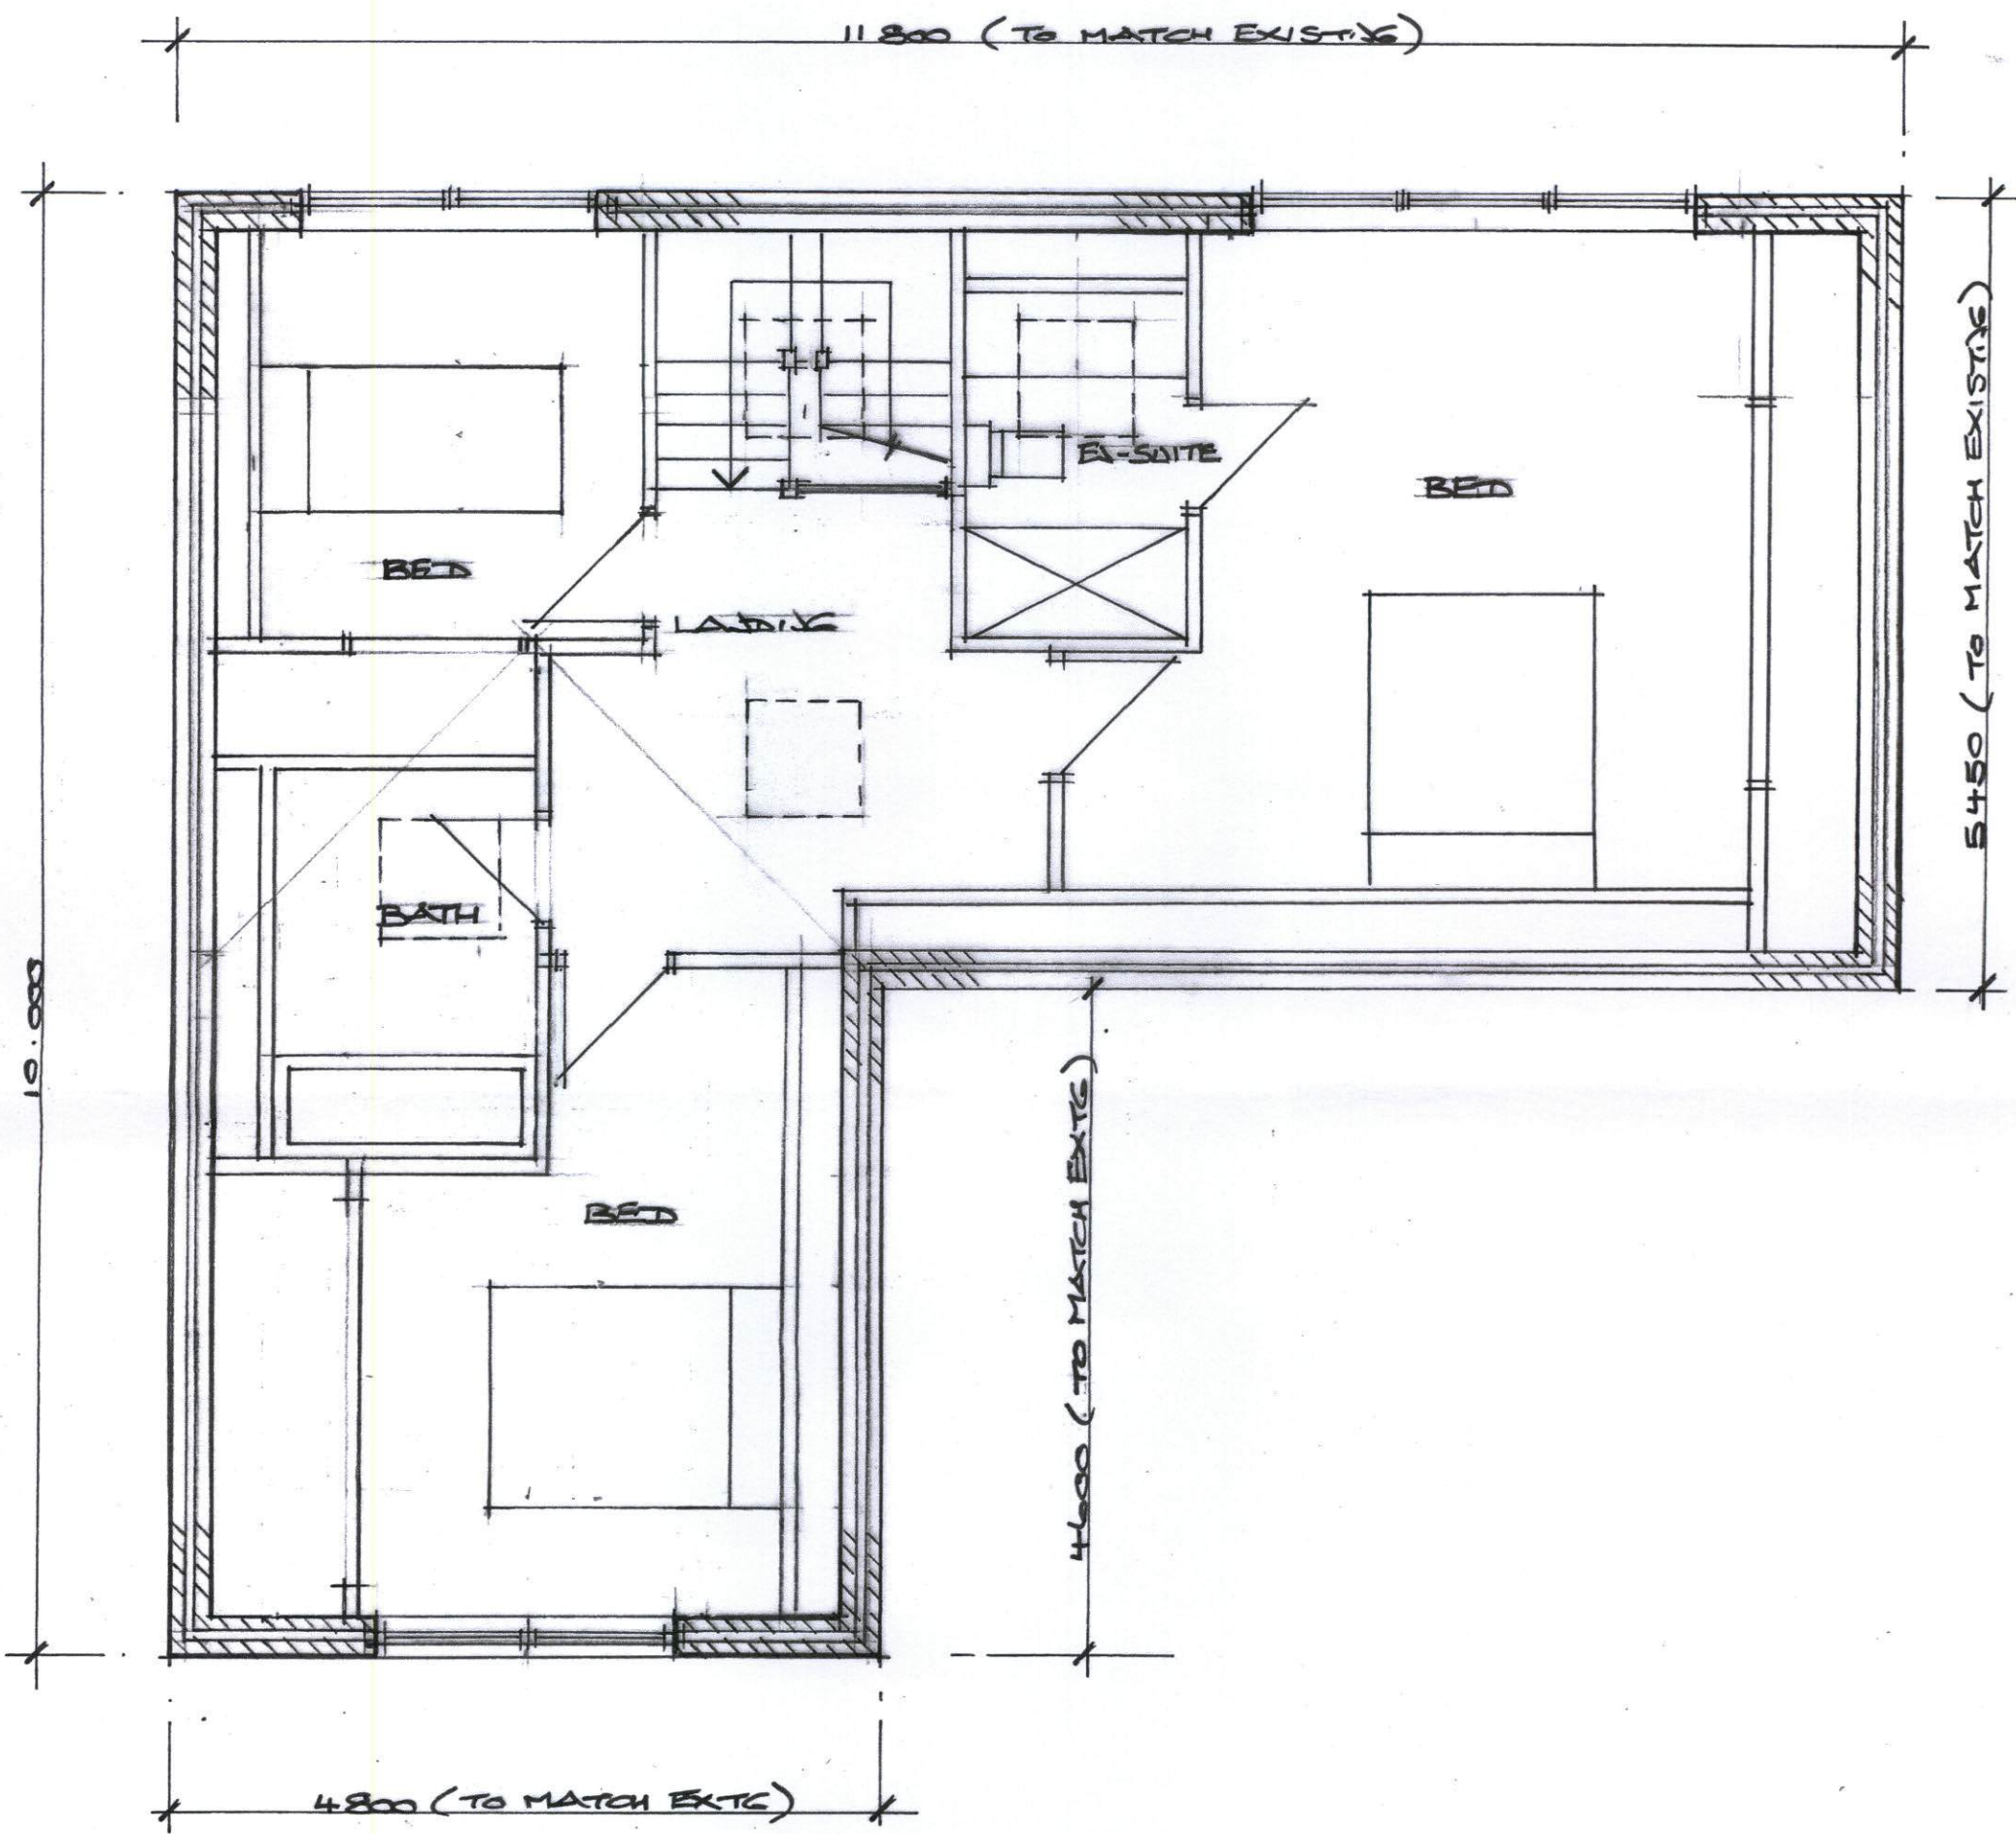 11800 (TO MATCH EXISTING)
EN-SUITE
BED
BED
LANDING
5450 (TO MATCH EXISTING)
BATH
10.000
BED
4600 (TO MATCH EXTG)
4800 (TO MATCH EXTG)